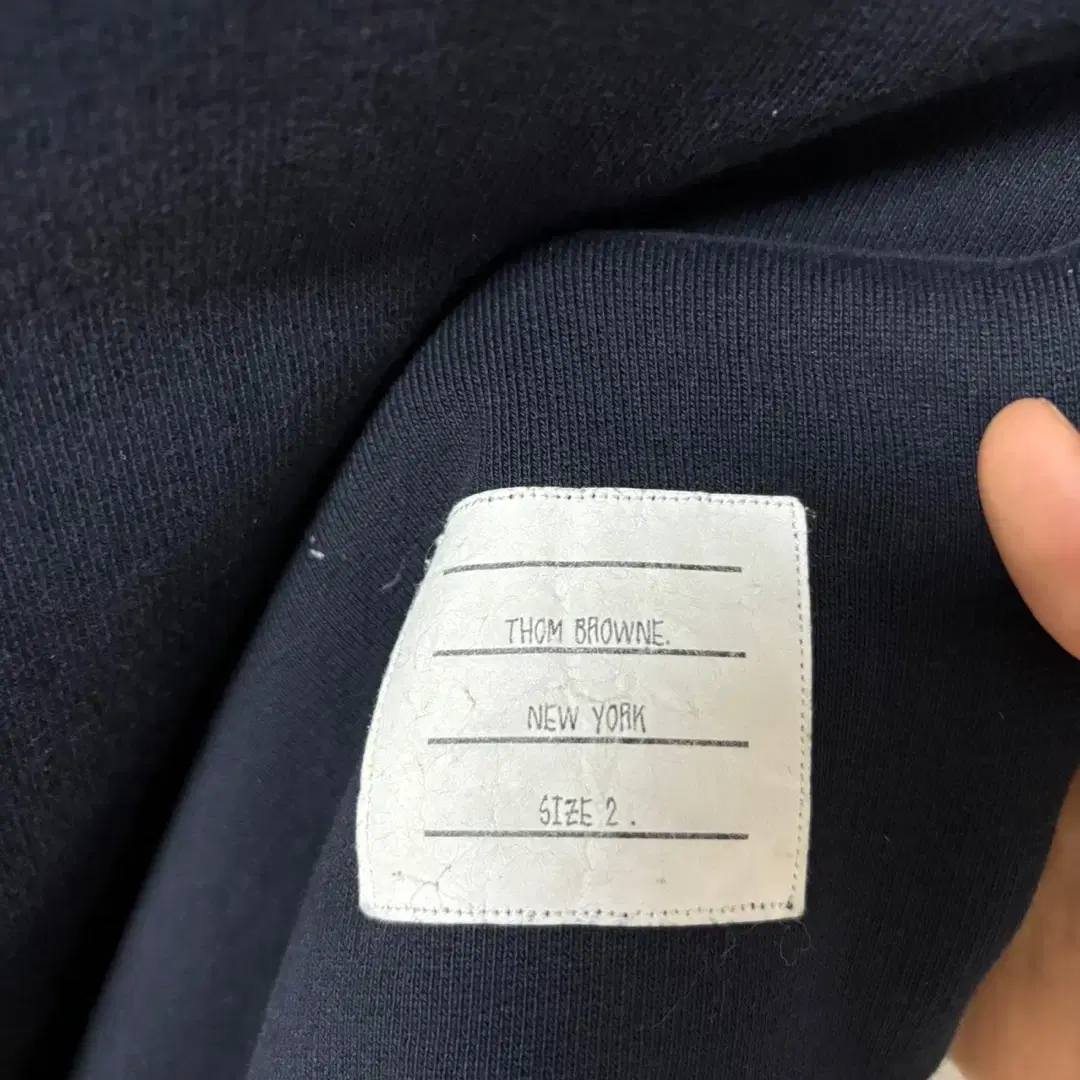 THOM BROWNE.
NEW YORK
SIZE 2 .